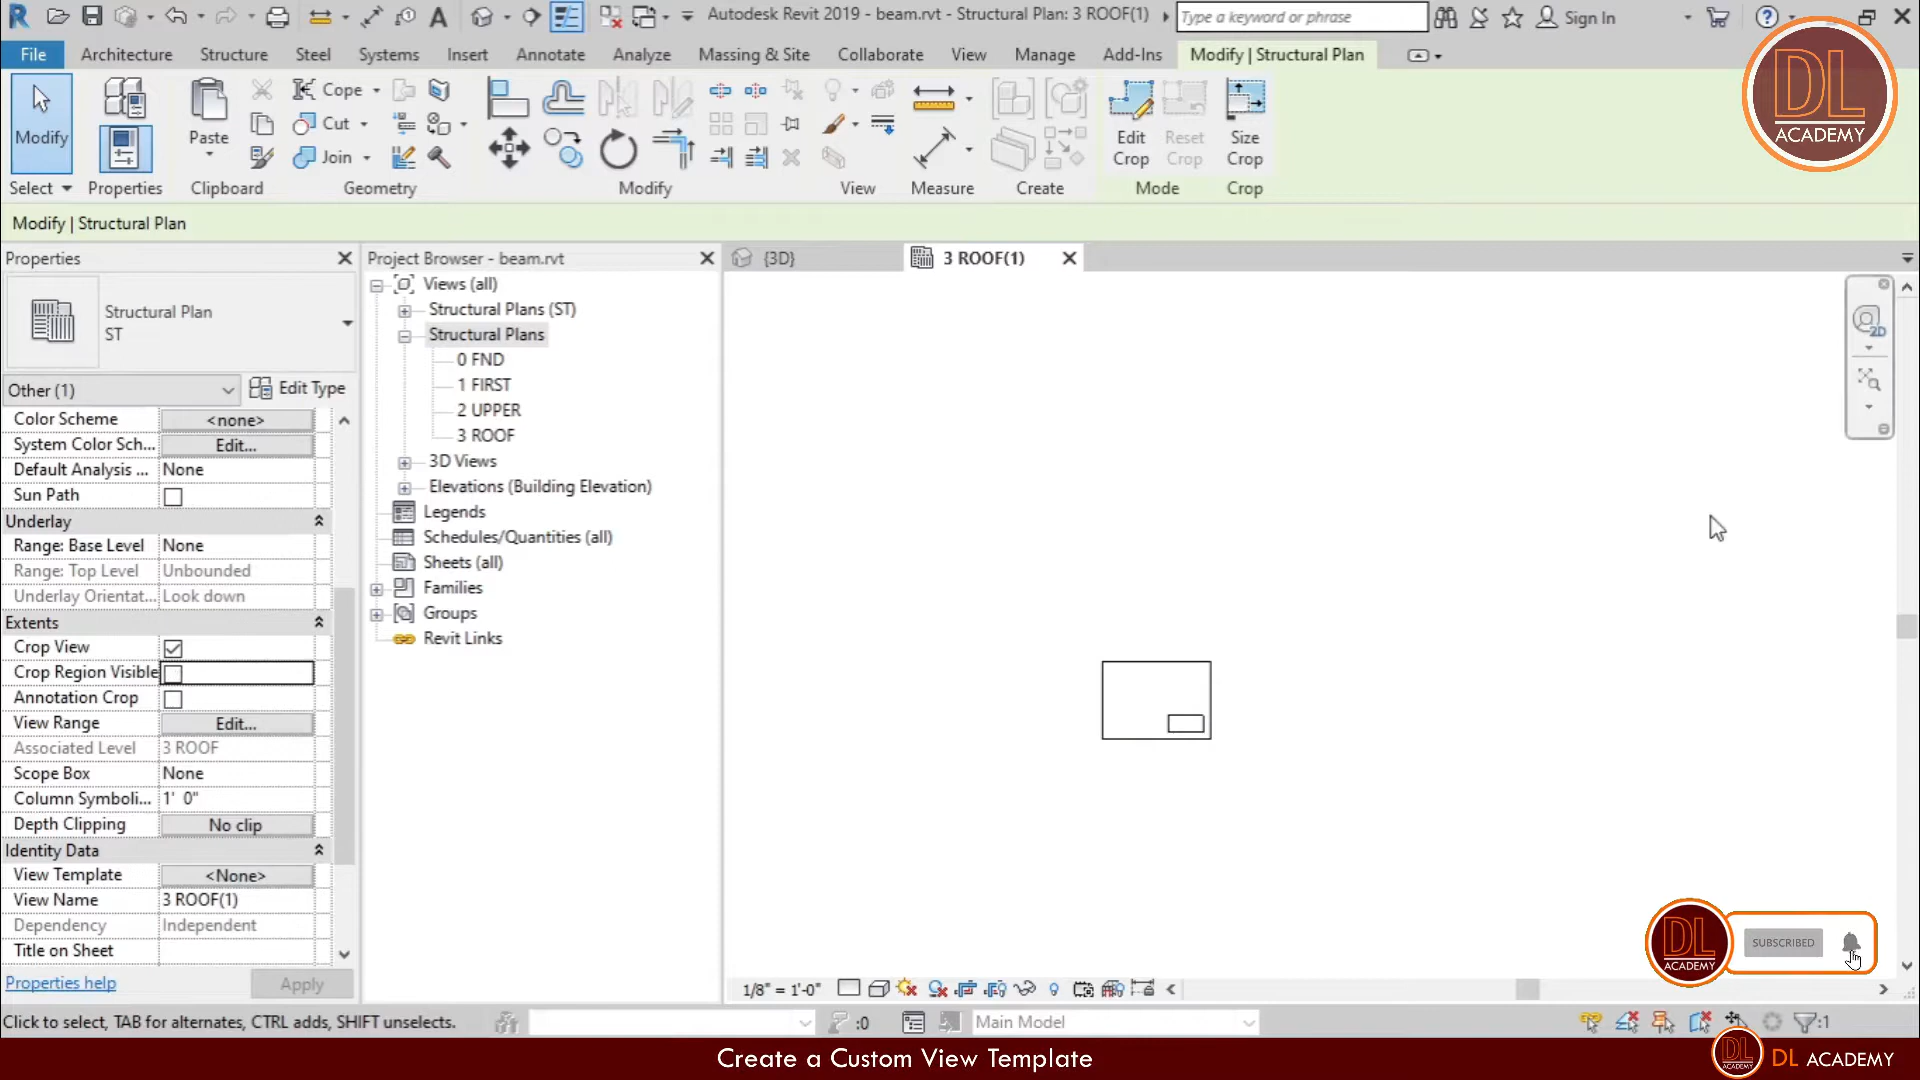 Autodesk Revit 2019 - beam.rvt - Structural Plan: 3 ROOF(1)
Type a keyword or phrase
Sign In
File Architecture Structure Steel Systems Insert Annotate Analyze Massing & Site Collaborate View Manage Add-Ins Modify | Structural Plan
DL
ACADEMY
Modify
Paste
Cope
Cut
Join
Edit
Crop
Reset
Crop
Size
Crop
Select Properties Clipboard Geometry Modify View Measure Create Mode Crop
Modify | Structural Plan
Properties
Structural Plan
ST
Other (1)
Edit Type
Color Scheme <none>
System Color Sch... Edit...
Default Analysis ... None
Sun Path
Underlay
Range: Base Level None
Range: Top Level Unbounded
Underlay Orientat... Look down
Extents
Crop View
Crop Region Visible
Annotation Crop
View Range Edit...
Associated Level 3 ROOF
Scope Box None
Column Symboli... 1' 0"
Depth Clipping No clip
Identity Data
View Template <None>
View Name 3 ROOF(1)
Dependency Independent
Title on Sheet
Properties help Apply
Project Browser - beam.rvt
Views (all)
Structural Plans (ST)
Structural Plans
0 FND
1 FIRST
2 UPPER
3 ROOF
3D Views
Elevations (Building Elevation)
Legends
Schedules/Quantities (all)
Sheets (all)
Families
Groups
Revit Links
{3D}
3 ROOF(1)
2D
DL
ACADEMY
SUBSCRIBED
1/8" = 1'-0"
Click to select, TAB for alternates, CTRL adds, SHIFT unselects.
:0
Main Model
:1
Create a Custom View Template
DL
ACADEMY
DL ACADEMY